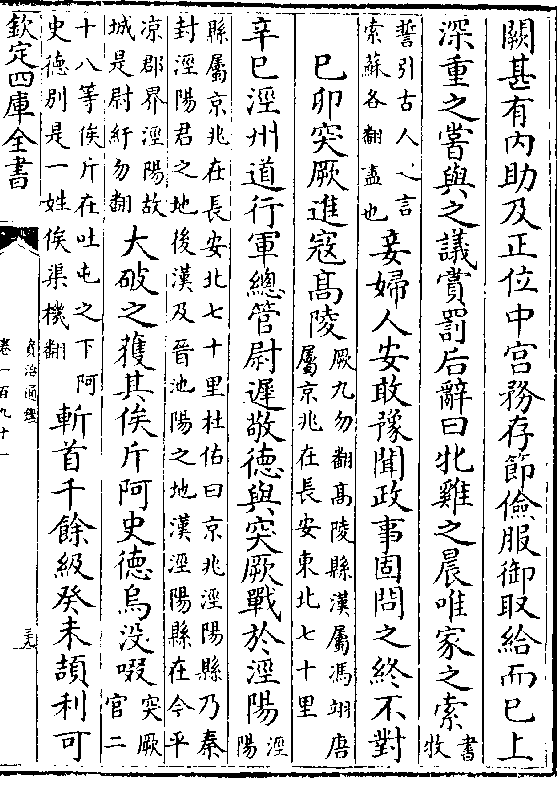 闕甚有内助及正位中宫務存節儉服御取給而已上
深重之嘗與之議賞罰后辭曰牝雞之晨唯家之索書牧
誓引古人之言索蘇各翻盡也妾婦人安敢豫聞政事固問之終不對
己卯突厥進寇髙陵厥九勿翻髙陵縣漢屬馮翊唐屬京兆在長安東北七十里
辛巳涇州道行軍總管尉遲敬德與突厥戰於涇陽涇陽
縣屬京兆在長安北七十里杜佑曰京兆涇陽縣乃秦封涇陽君之地後漢及晉池陽之地漢涇陽縣在今平
凉郡界涇陽故城是尉紆勿翻大破之獲其俟斤阿史德烏没啜突厥官二
十八等俟斤在吐屯之下阿史德别是一姓俟渠機翻斬首千餘級癸未頡利可
欽定四庫全書
資治通鑑
卷一百九十一